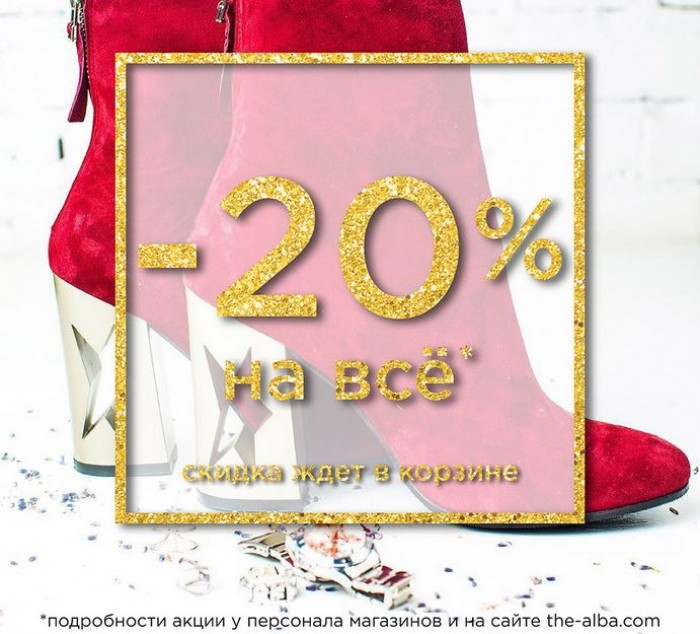 -20%
на всё*
скидка ждет в корзине
*подробности акции у персонала магазинов и на сайте the-alba.com